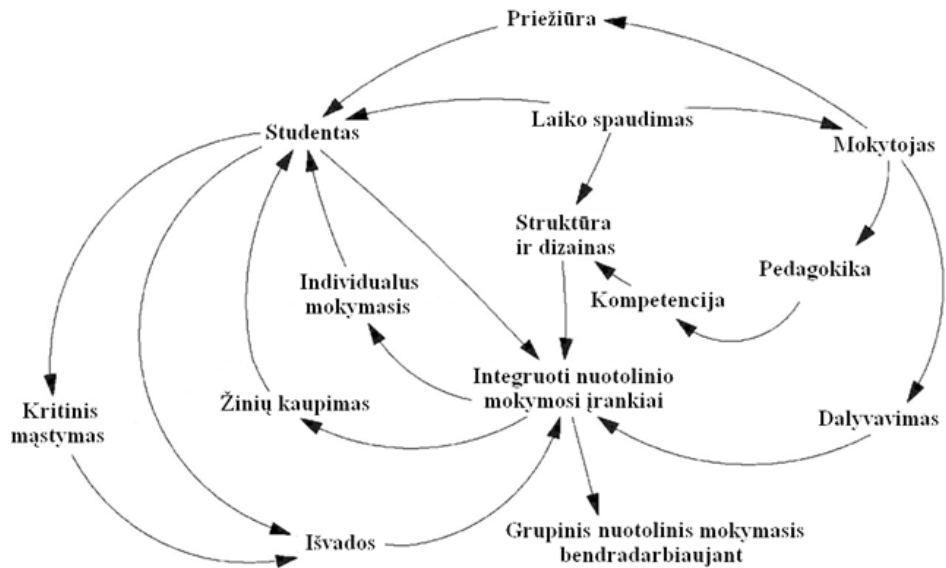 Priežiūra
Laiko spaudimas
Studentas
Mokytojas
Struktūra
ir dizainas
Pedagokika
Individualus
mokymasis
Kompetencija
Integruoti nuotolinio
mokymosi įrankiai
Žinių kaupimas
Kritinis
mąstymas
Dalyvavimas
Išvados
Grupinis nuotolinis mokymasis
bendradarbiaujant